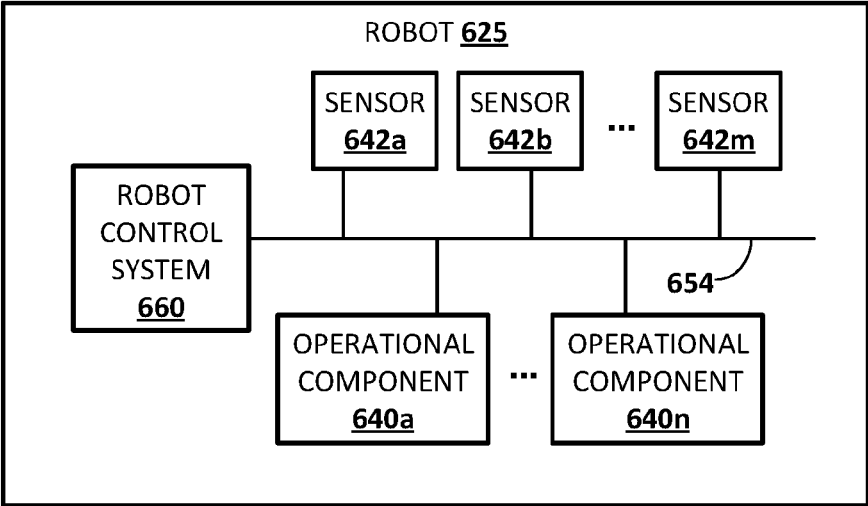 ROBOT 625
SENSOR
642a
SENSOR
642b
...
SENSOR
642m
ROBOT
CONTROL
SYSTEM
660
654
OPERATIONAL
COMPONENT
640a
...
OPERATIONAL
COMPONENT
640n